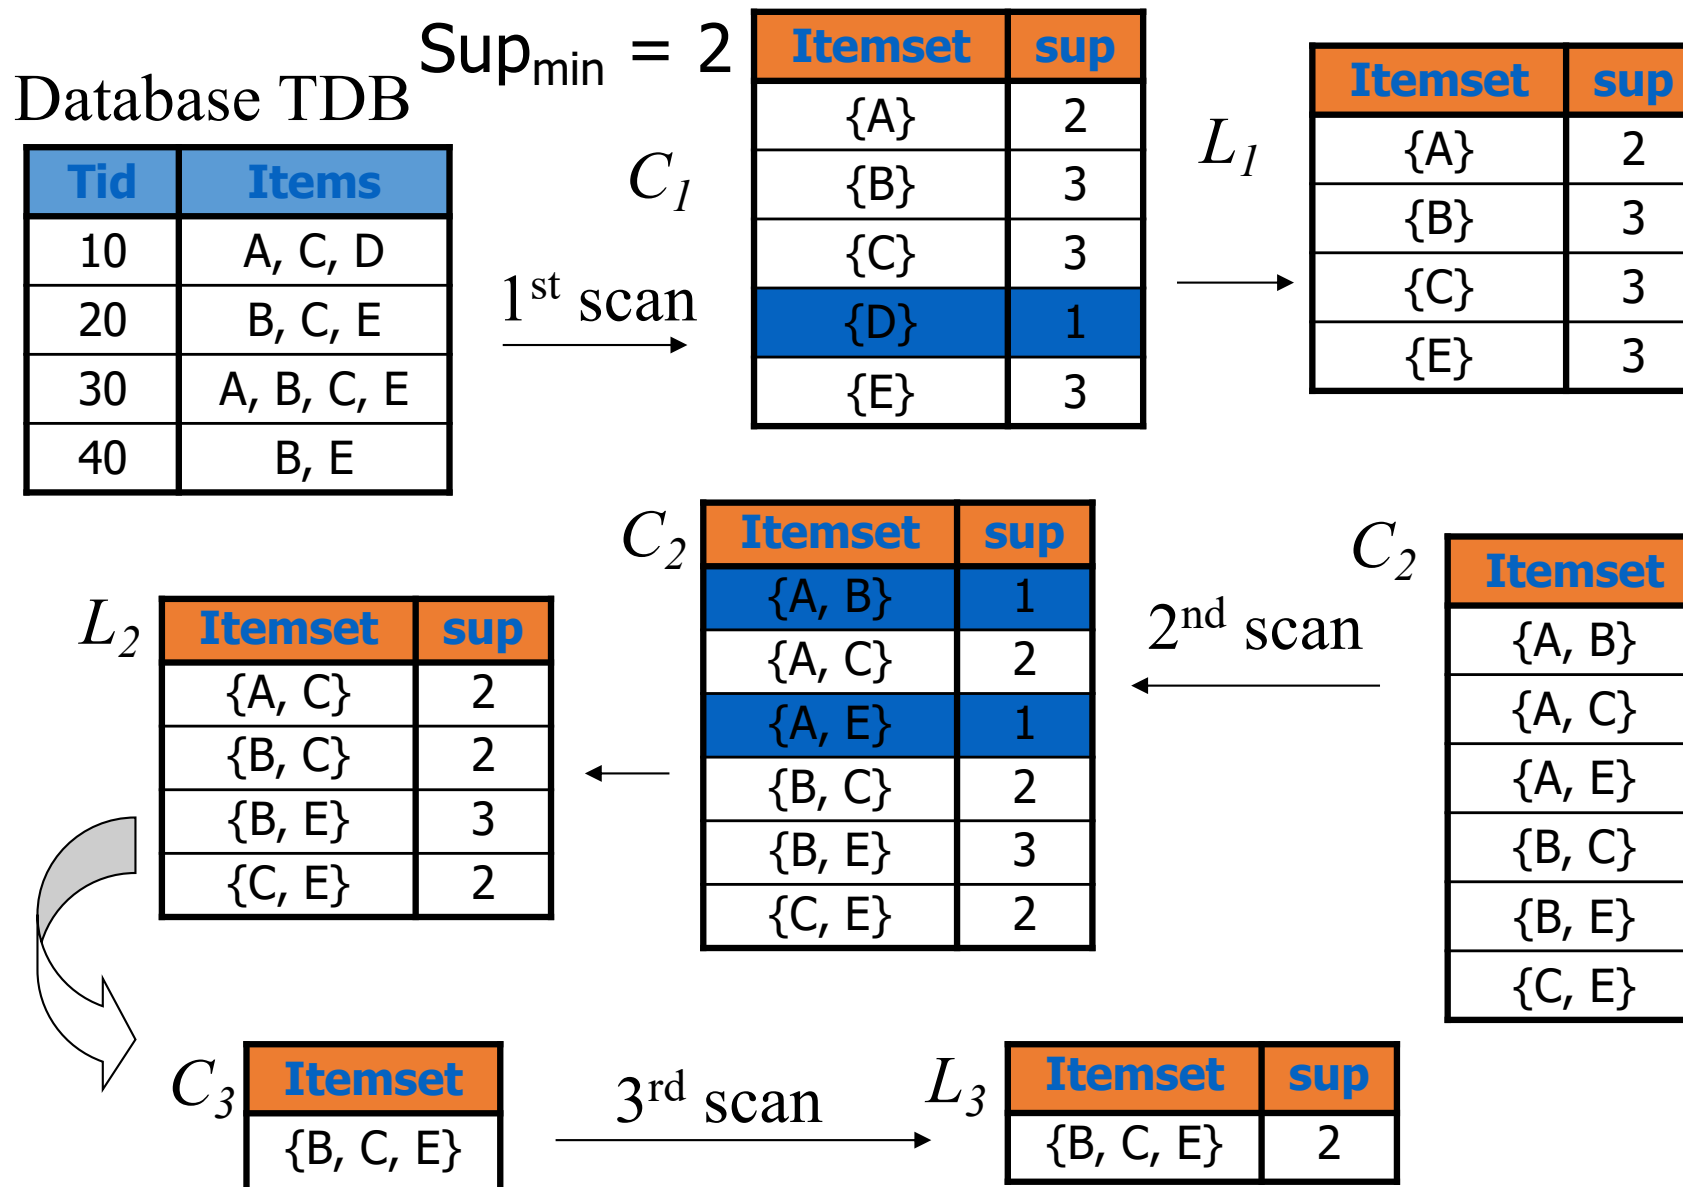 Sup_min = 2
Database TDB
Tid Items
10 A, C, D
20 B, C, E
30 A, B, C, E
40 B, E
1st scan
C1
Itemset sup
{A} 2
{B} 3
{C} 3
{D} 1
{E} 3
L1
Itemset sup
{A} 2
{B} 3
{C} 3
{E} 3
C2
Itemset
{A, B}
{A, C}
{A, E}
{B, C}
{B, E}
{C, E}
2nd scan
C2
Itemset sup
{A, B} 1
{A, C} 2
{A, E} 1
{B, C} 2
{B, E} 3
{C, E} 2
L2
Itemset sup
{A, C} 2
{B, C} 2
{B, E} 3
{C, E} 2
C3
Itemset
{B, C, E}
3rd scan
L3
Itemset sup
{B, C, E} 2